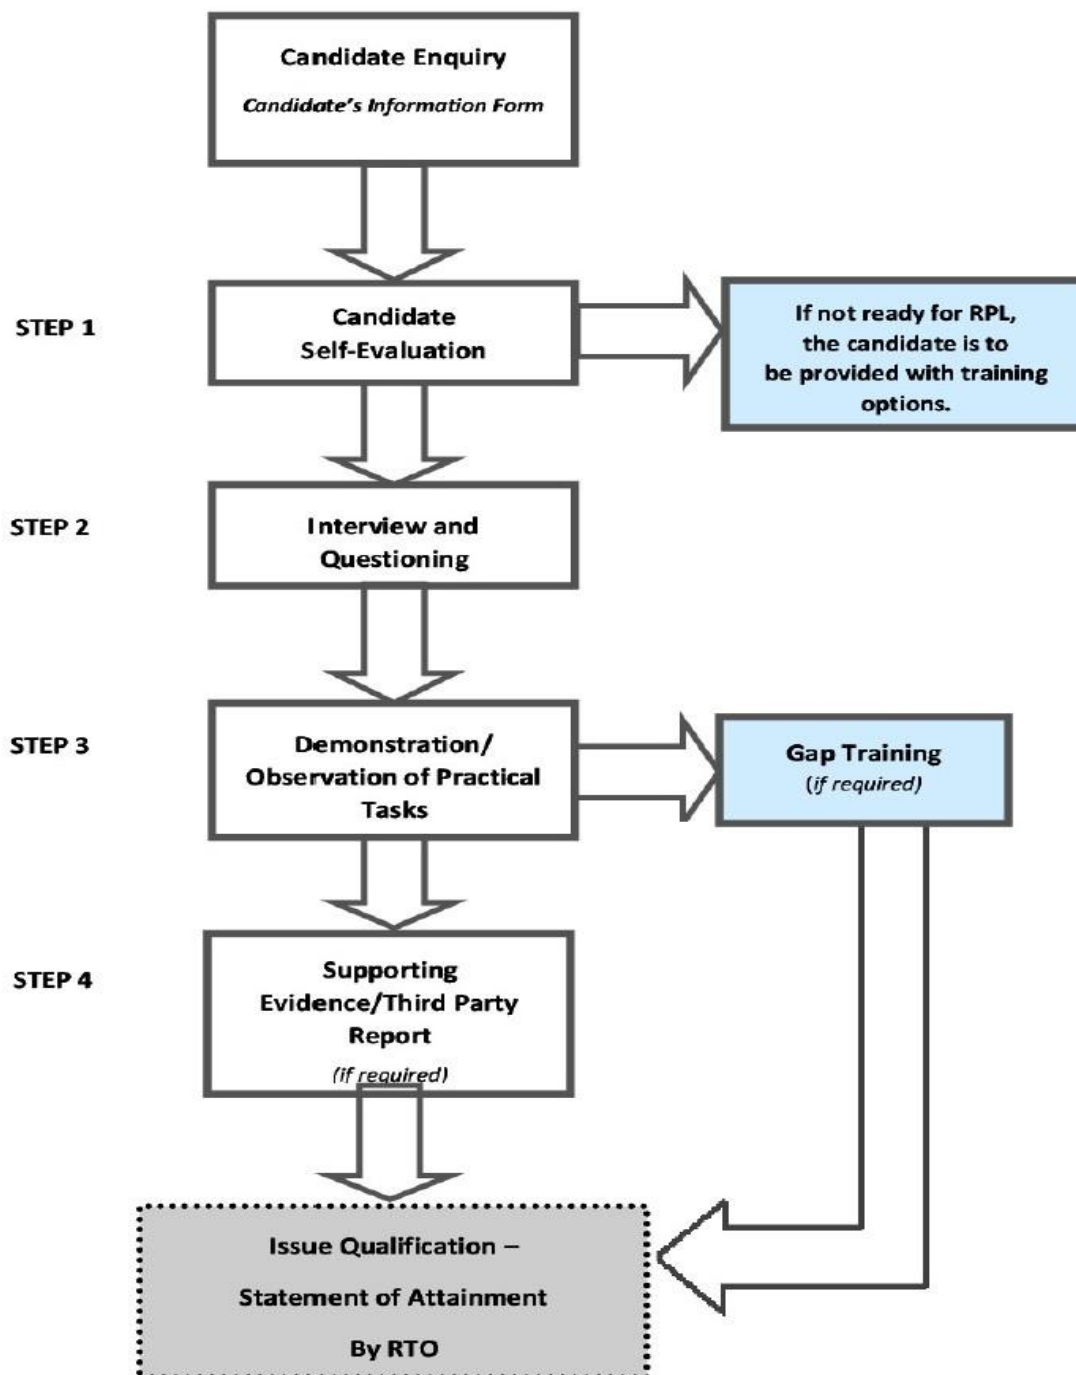 Candidate Enquiry
Candidate's Information Form
STEP 1
Candidate
Self-Evaluation
If not ready for RPL,
the candidate is to
be provided with training
options.
STEP 2
Interview and
Questioning
STEP 3
Demonstration/
Observation of Practical
Tasks
Gap Training
(if required)
STEP 4
Supporting
Evidence/Third Party
Report
(if required)
Issue Qualification –
Statement of Attainment
By RTO